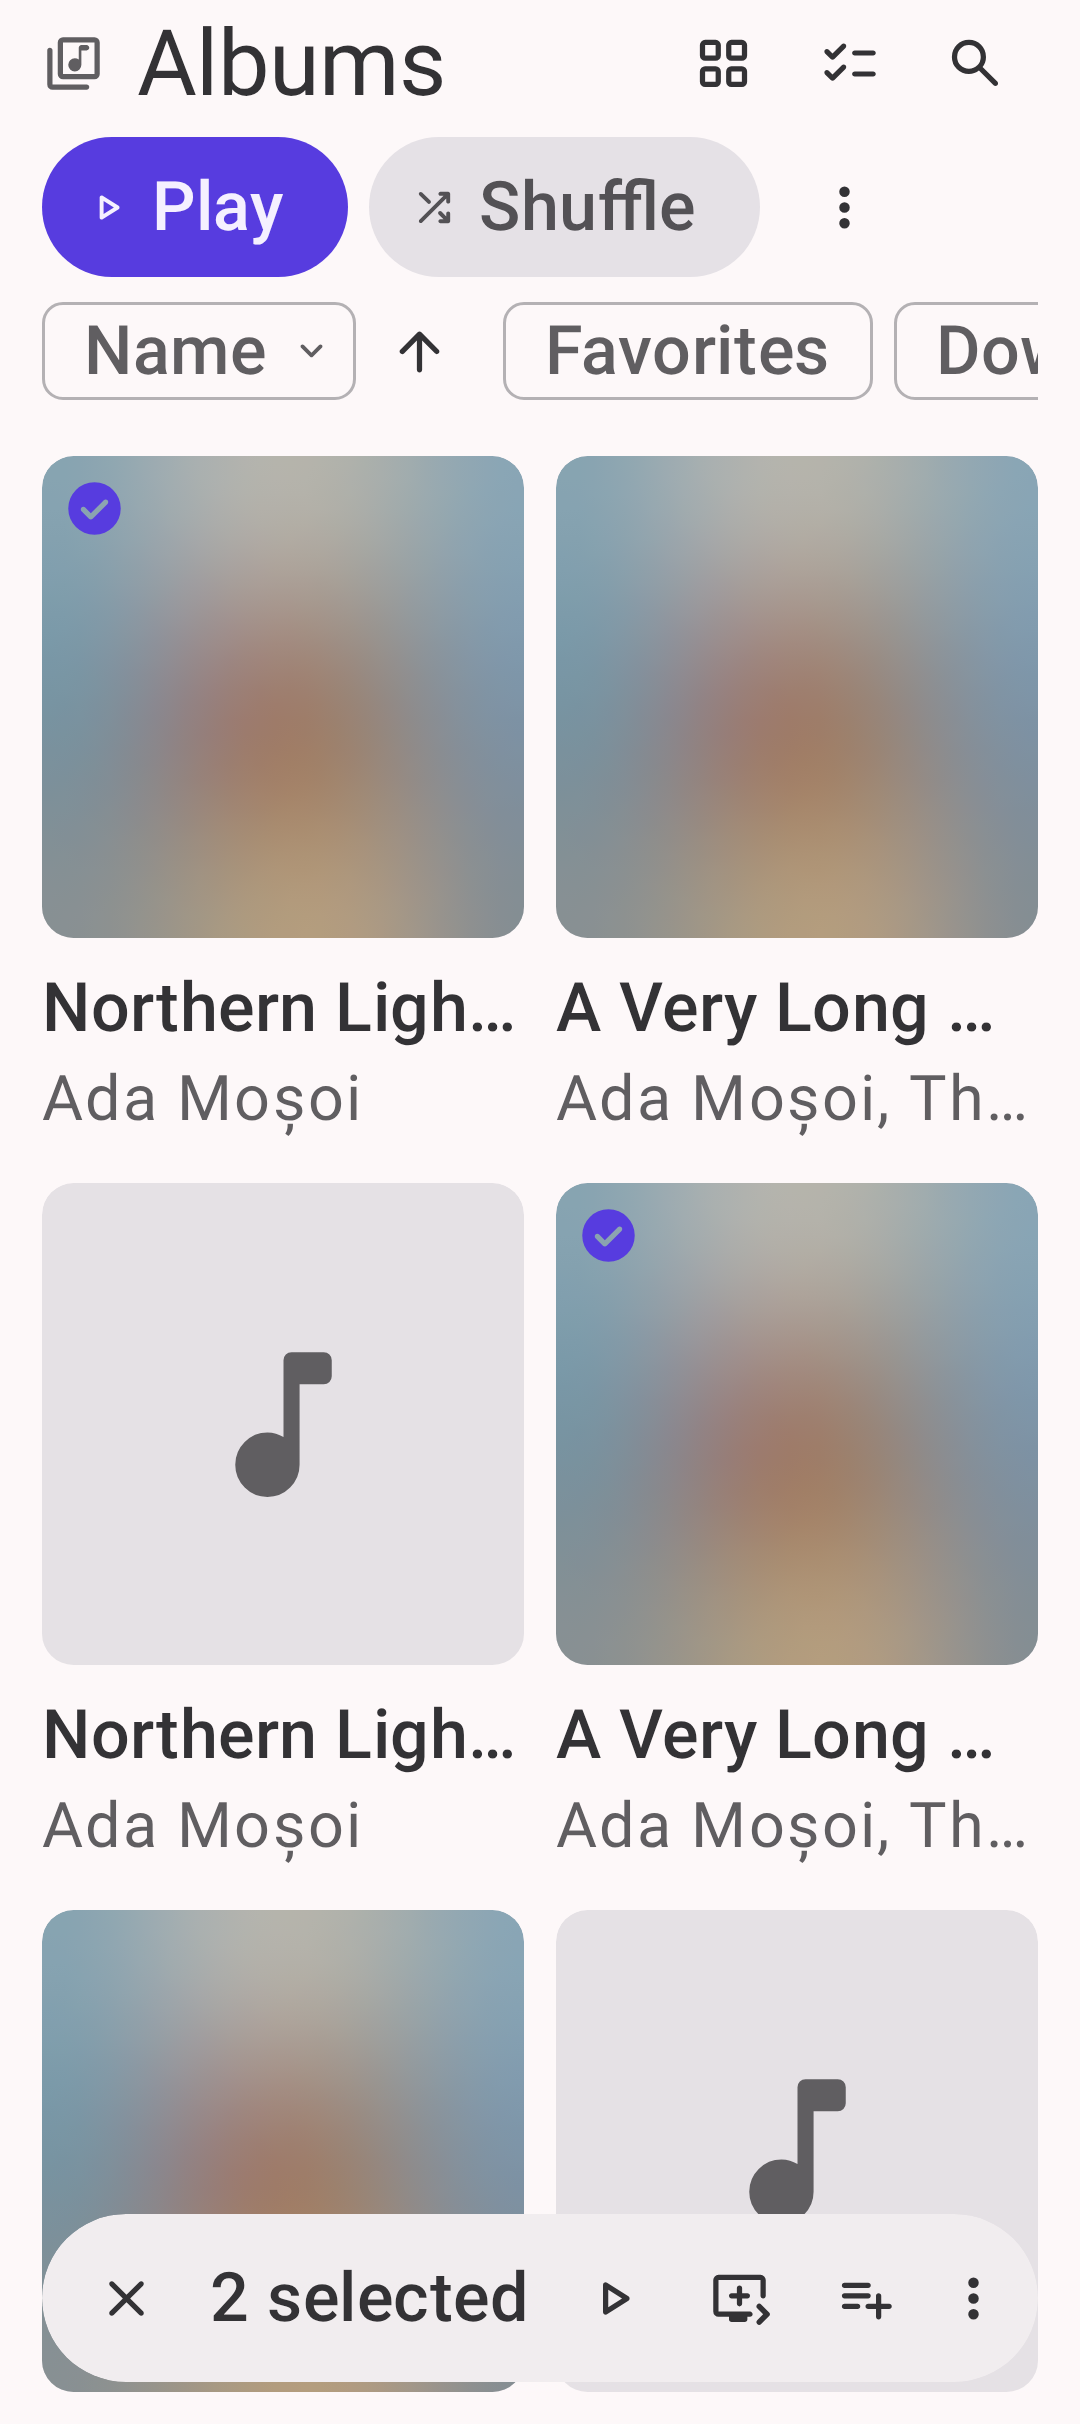 Albums
Play
Shuffle
Name
Favorites
Northern Ligh…
A Very Long …
Ada Moșoi
Ada Moșoi, Th…
Northern Ligh…
A Very Long …
Ada Moșoi
Ada Moșoi, Th…
2 selected